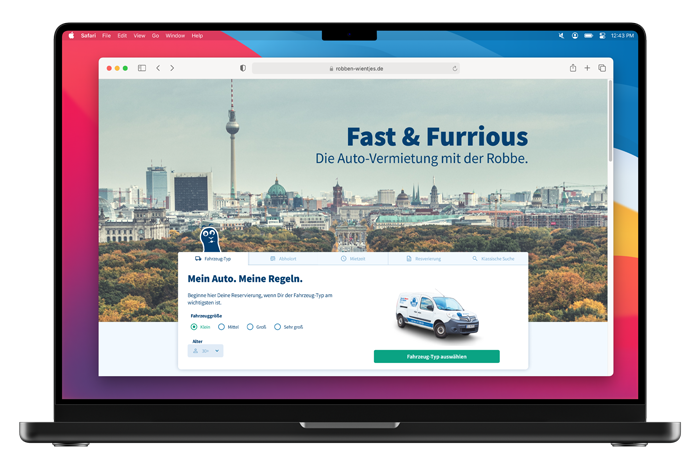 Safari File Edit View Go Window Help
12:43 PM
robben-wientjes.de
Fast & Furrious
Die Auto-Vermietung mit der Robbe.
Fahrzeug-Typ Abholort Mietzeit Reservierung Klassische Suche
Mein Auto. Meine Regeln.
Beginne hier Deine Reservierung, wenn Dir der Fahrzeug-Typ am
wichtigsten ist.
Fahrzeuggröße
Klein Mittel Groß Sehr groß
Alter
Fahrzeug-Typ auswählen